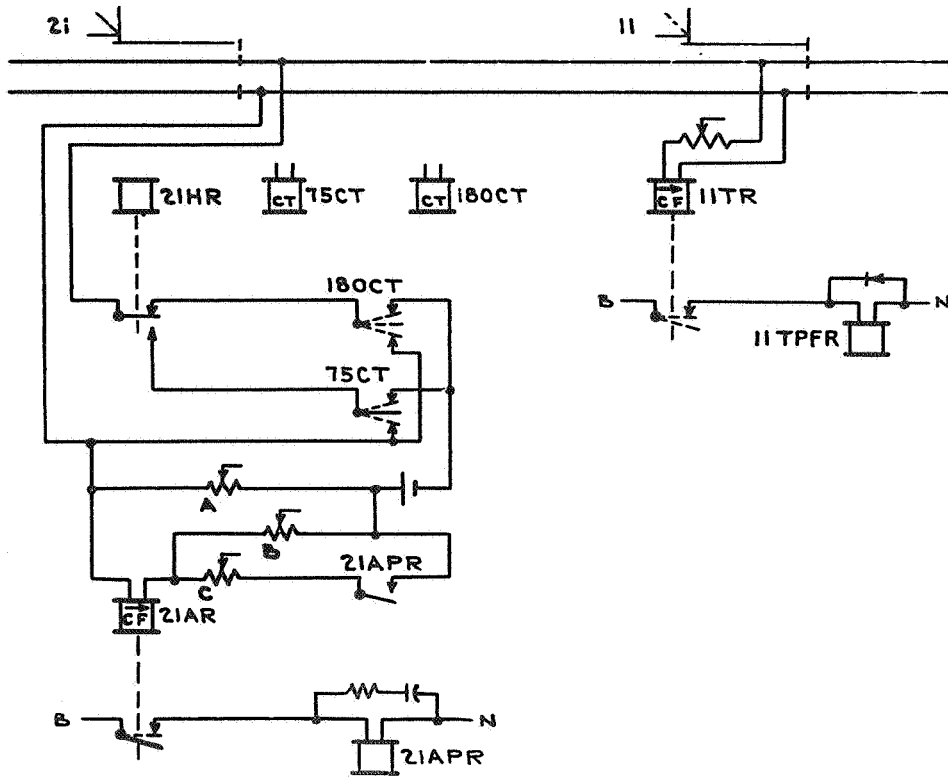 21
11
21HR
CT
75CT
CT
180CT
CF
11TR
180CT
B
N
11TPFR
75CT
A
B
21APR
C
CF
21AR
B
N
21APR